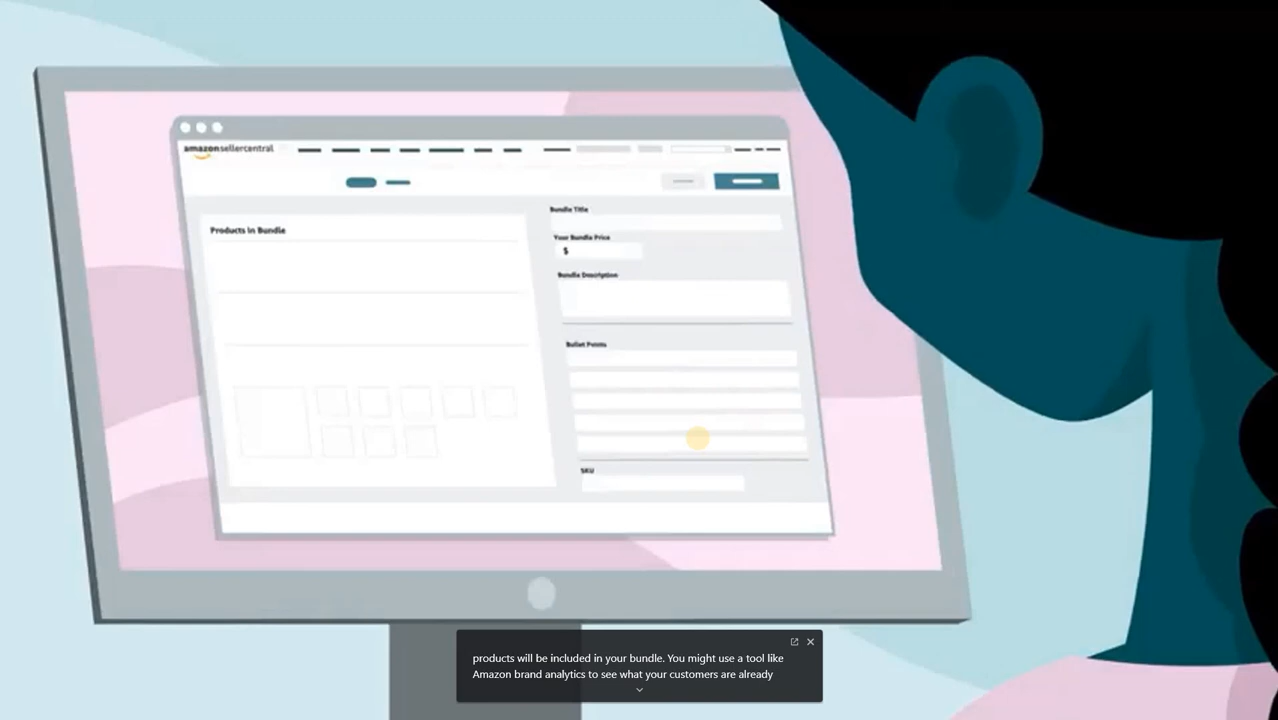 amazonsellercentral
Products in Bundle
Bundle Title
Your Bundle Price
$
Bundle Description
Bullet Points
SKU
products will be included in your bundle. You might use a tool like
Amazon brand analytics to see what your customers are already